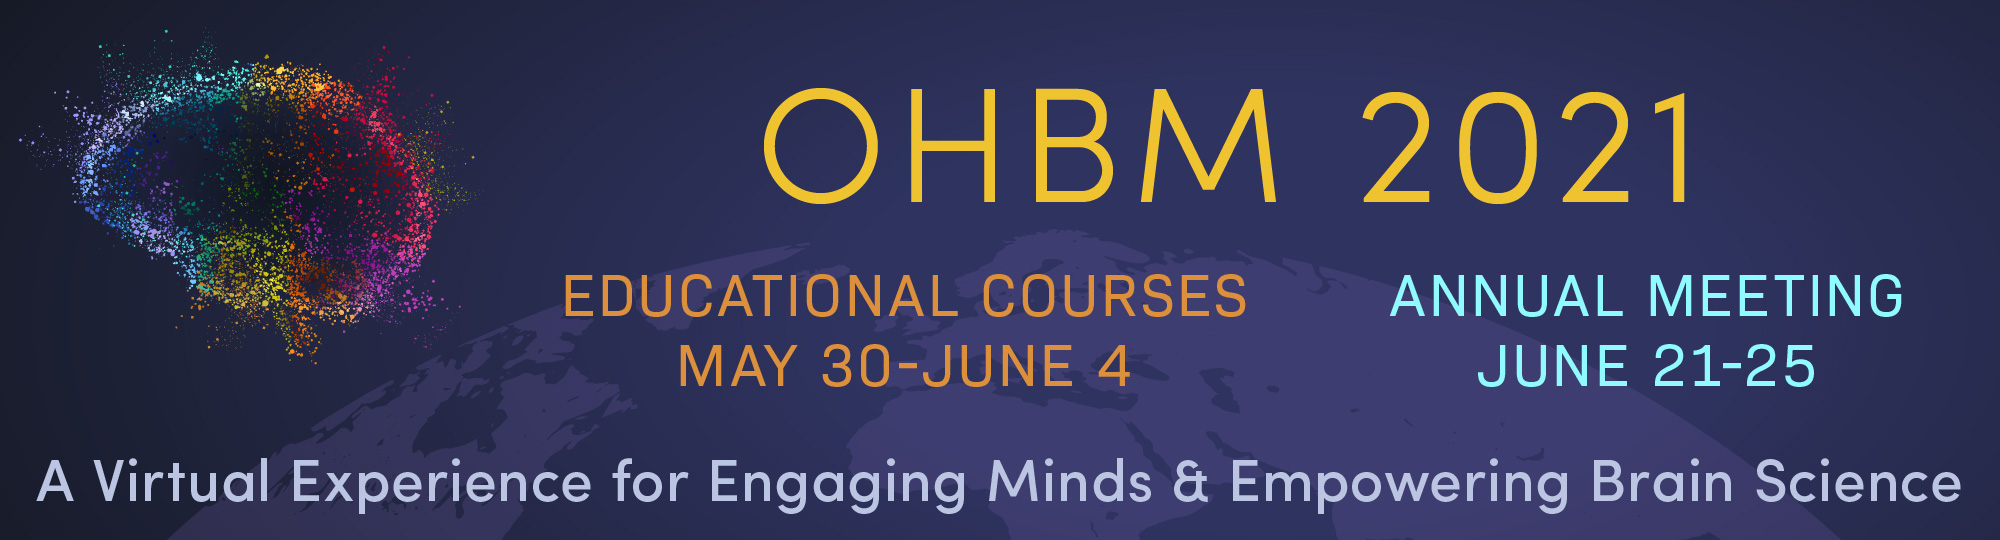 OHBM 2021
EDUCATIONAL COURSES
MAY 30-JUNE 4
ANNUAL MEETING
JUNE 21-25
A Virtual Experience for Engaging Minds & Empowering Brain Science